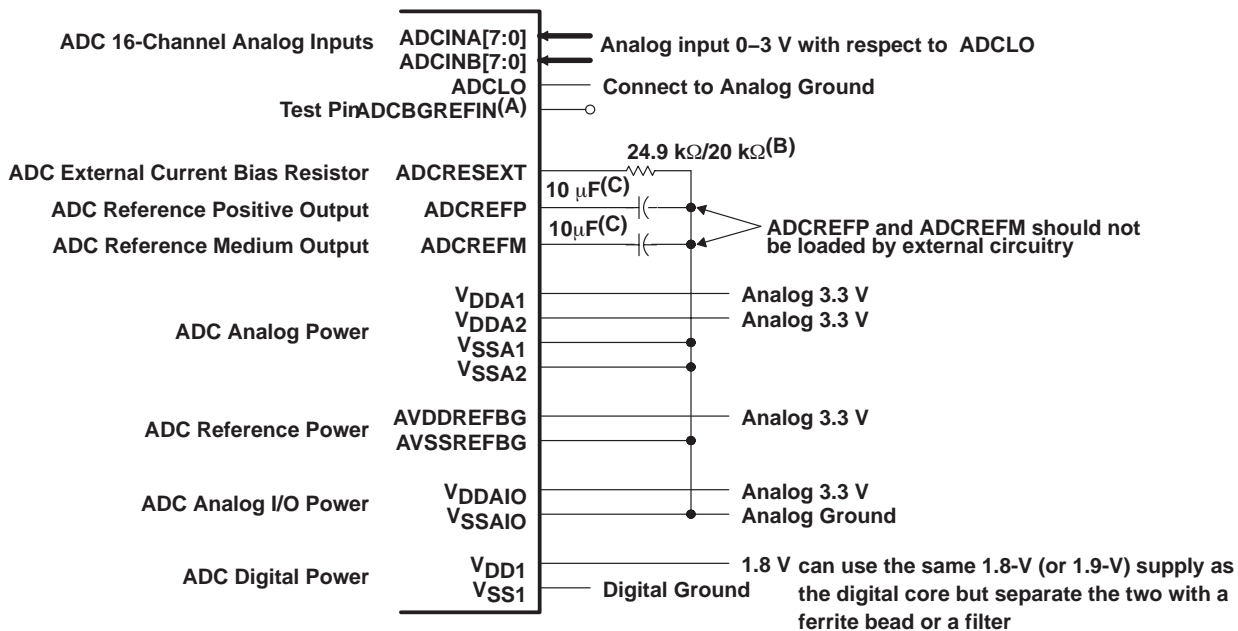 ADC 16-Channel Analog Inputs ADCINA[7:0] Analog input 0–3 V with respect to ADCLO
ADCINB[7:0]
ADCLO Connect to Analog Ground
Test Pin ADCBGREFIN(A)
24.9 kΩ/20 kΩ(B)
ADC External Current Bias Resistor ADCRESEXT
10 μF(C)
ADC Reference Positive Output ADCREFP
10μF(C)
ADC Reference Medium Output ADCREFM
ADCREFP and ADCREFM should not
be loaded by external circuitry
VDDA1 Analog 3.3 V
ADC Analog Power VDDA2 Analog 3.3 V
VSSA1
VSSA2
ADC Reference Power AVDDREFBG Analog 3.3 V
AVSSREFBG
ADC Analog I/O Power VDDAIO Analog 3.3 V
VSSAIO Analog Ground
ADC Digital Power VDD1 1.8 V can use the same 1.8-V (or 1.9-V) supply as
VSS1 Digital Ground the digital core but separate the two with a
ferrite bead or a filter